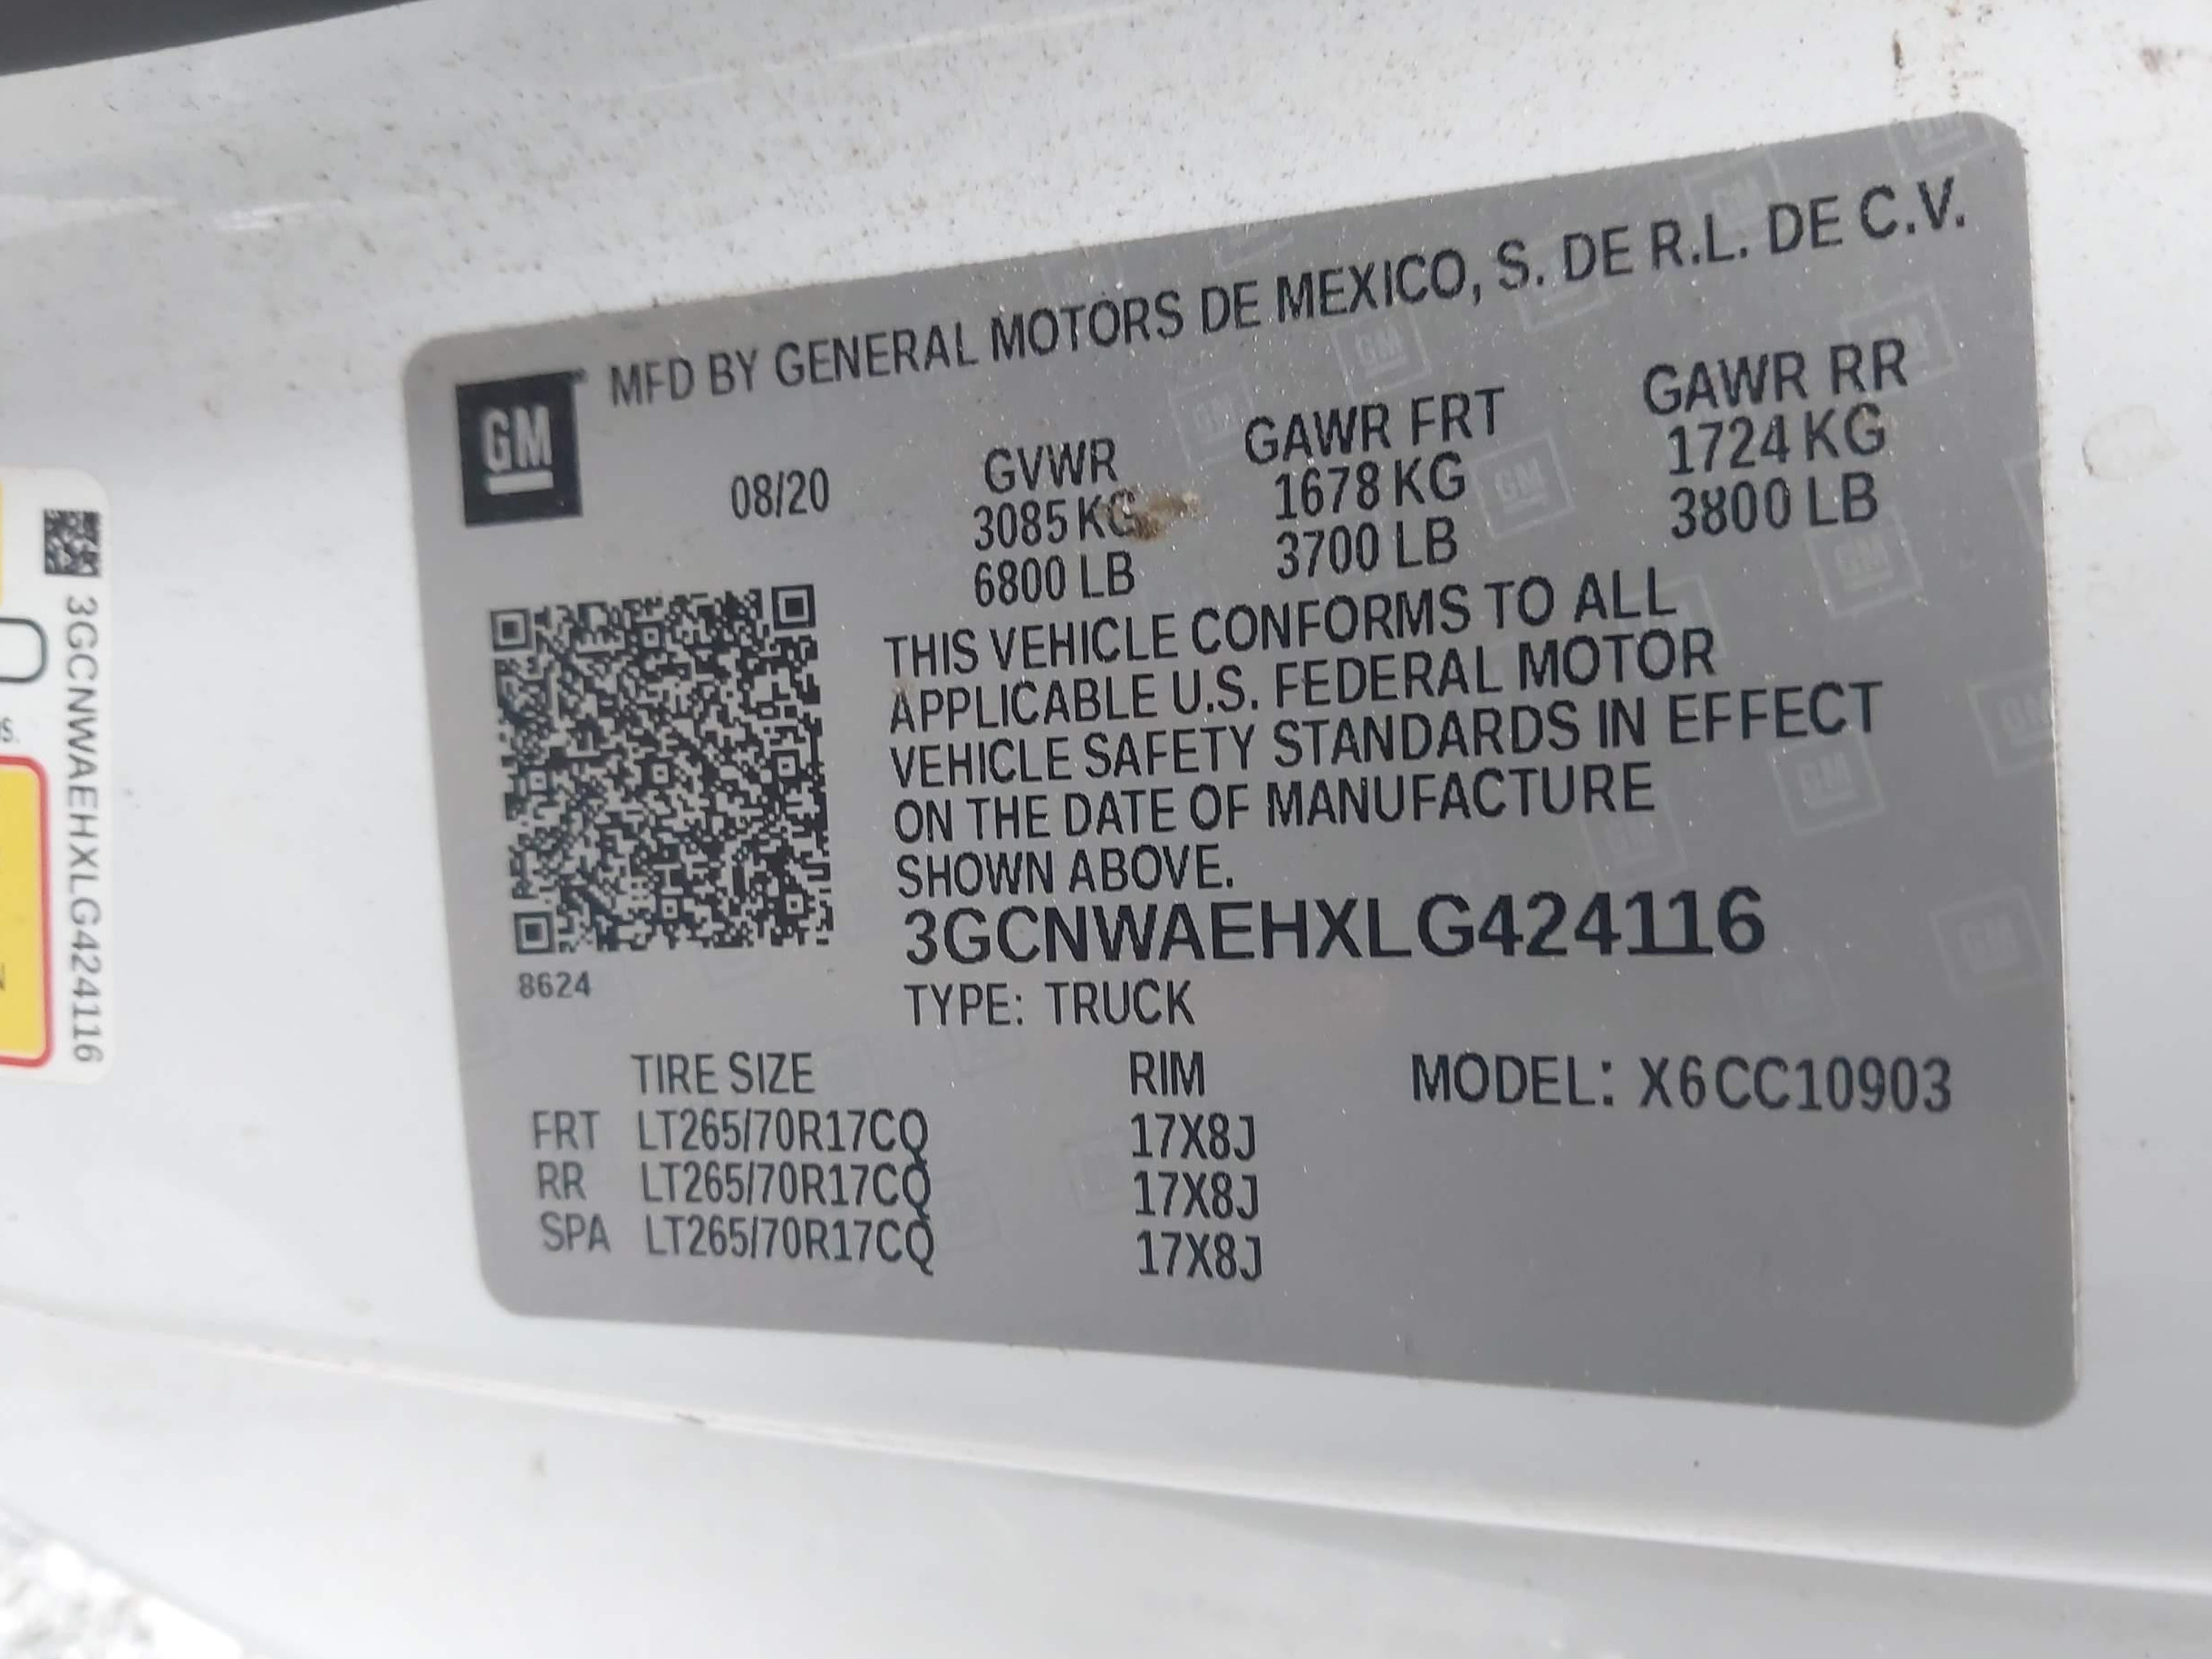 GM
MFD BY GENERAL MOTORS DE MEXICO, S. DE R.L. DE C.V.
08/20
GVWR GAWR FRT GAWR RR
3085 KG 1678 KG 1724 KG
6800 LB 3700 LB 3800 LB
THIS VEHICLE CONFORMS TO ALL
APPLICABLE U.S. FEDERAL MOTOR
VEHICLE SAFETY STANDARDS IN EFFECT
ON THE DATE OF MANUFACTURE
SHOWN ABOVE.
3GCNWAEHXLG424116
8624
TYPE: TRUCK
TIRE SIZE RIM MODEL: X6CC10903
FRT LT265/70R17CQ 17X8J
RR LT265/70R17CQ 17X8J
SPA LT265/70R17CQ 17X8J
3GCNWAEHXLG424116